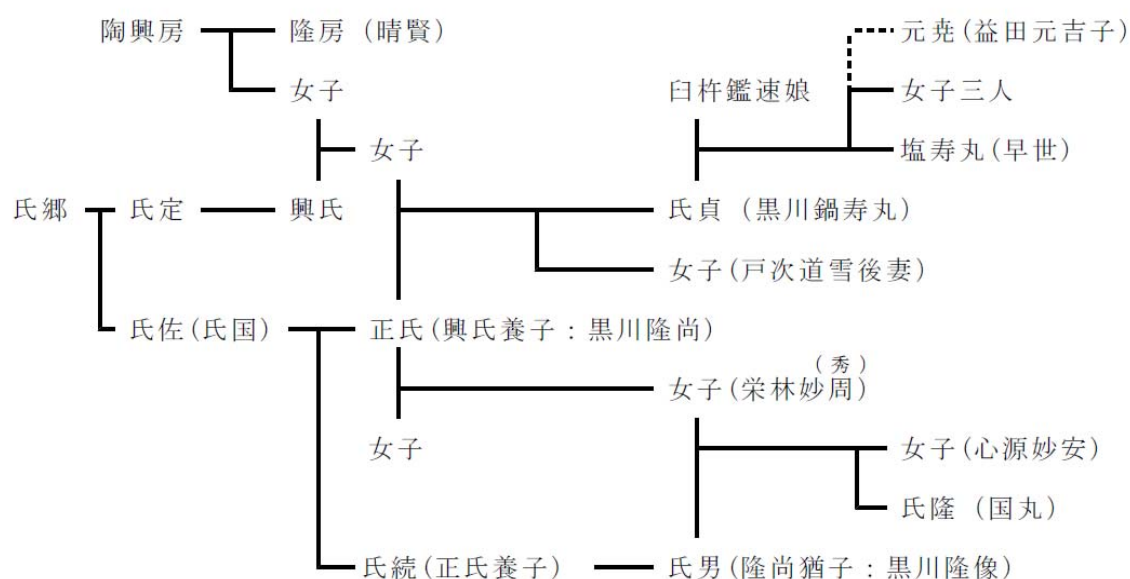 陶興房 隆房(晴賢) 元尭(益田元吉子)
女子 臼杵鑑速娘 女子三人
女子 塩寿丸(早世)
氏郷 氏定 興氏 氏貞(黒川鍋寿丸)
女子(戸次道雪後妻)
氏佐(氏国) 正氏(興氏養子:黒川隆尚)
(秀)
女子(栄林妙周)
女子 女子(心源妙安)
氏隆(国丸)
氏続(正氏養子) 氏男(隆尚猶子:黒川隆像)